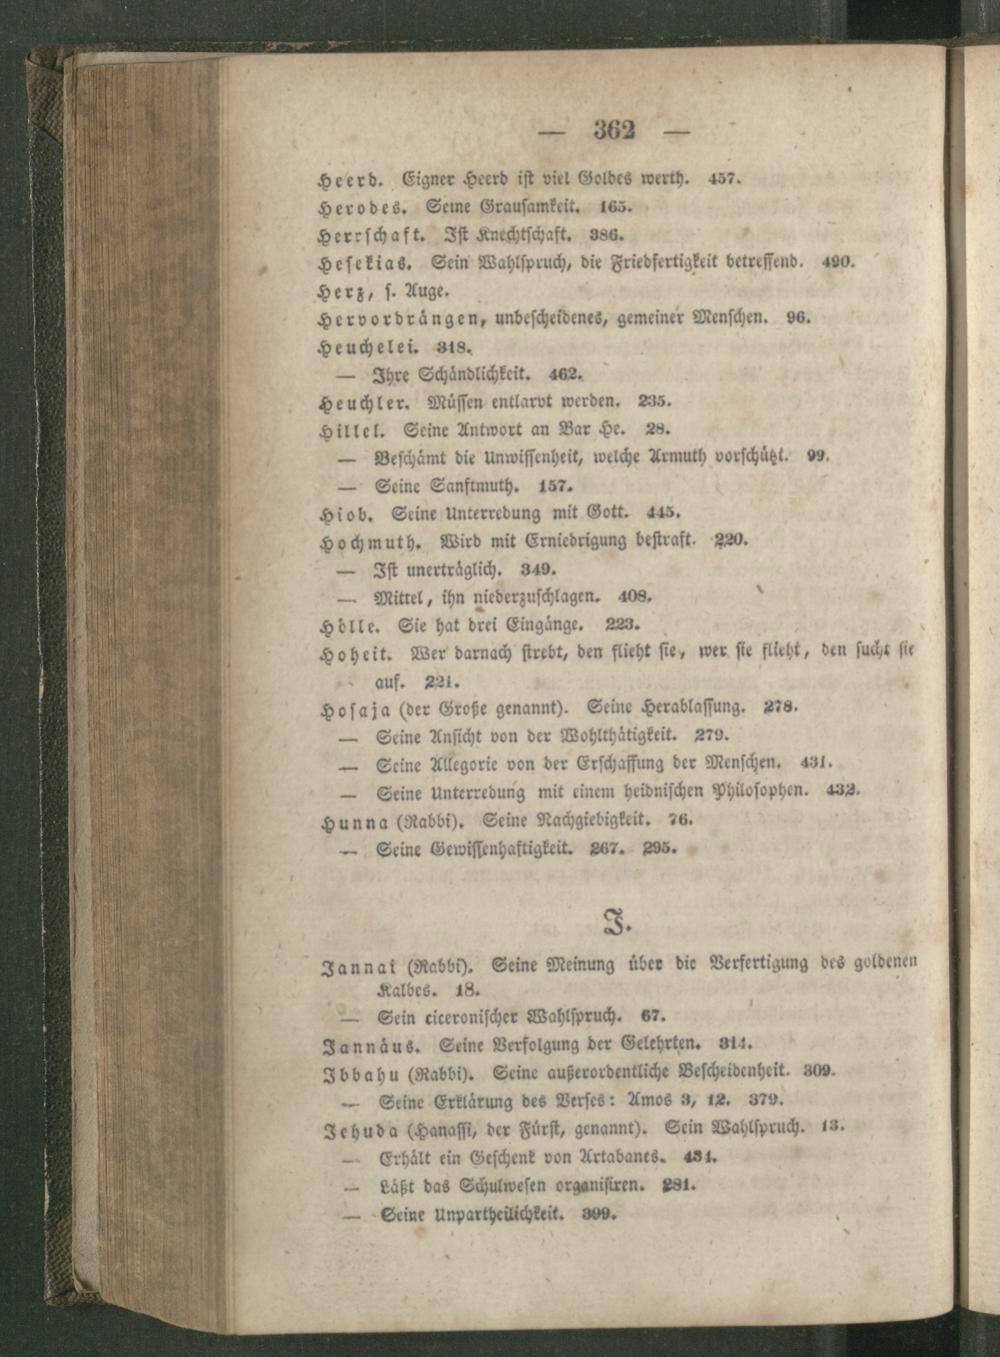 — 362 —
Heerd. Eigner Heerd ist viel Goldes werth. 457.
Herodes. Seine Grausamkeit. 165.
Herrschaft. Ist Knechtschaft. 386.
Hesekias. Sein Wahlspruch, die Friedfertigkeit betreffend. 490.
Herz, s. Auge.
Hervordrängen, unbescheidenes, gemeiner Menschen. 96.
Heuchelei. 318.
— Ihre Schändlichkeit. 462.
Heuchler. Müssen entlarvt werden. 235.
Hillel. Seine Antwort an Bar He. 28.
— Beschämt die Unwissenheit, welche Armuth vorschützt. 99.
— Seine Sanftmuth. 157.
Hiob. Seine Unterredung mit Gott. 445.
Hochmuth. Wird mit Erniedrigung bestraft. 220.
— Ist unerträglich. 349.
— Mittel, ihn niederzuschlagen. 408.
Hölle. Sie hat drei Eingänge. 223.
Hoheit. Wer darnach strebt, den flieht sie, wer sie flieht, den sucht sie
auf. 221.
Hosaja (der Große genannt). Seine Herablassung. 278.
— Seine Ansicht von der Wohlthätigkeit. 279.
— Seine Allegorie von der Erschaffung der Menschen. 431.
— Seine Unterredung mit einem heidnischen Philosophen. 432.
Hunna (Rabbi). Seine Nachgiebigkeit. 76.
— Seine Gewissenhaftigkeit. 267. 295.
I.
Jannai (Rabbi). Seine Meinung über die Verfertigung des goldenen
Kalbes. 18.
— Sein ciceronischer Wahlspruch. 67.
Jannäus. Seine Verfolgung der Gelehrten. 314.
Ibbahu (Rabbi). Seine außerordentliche Bescheidenheit. 309.
— Seine Erklärung des Verses: Amos 3, 12. 379.
Jehuda (Hanassi, der Fürst, genannt). Sein Wahlspruch. 13.
— Erhält ein Geschenk von Artabanes. 434.
— Läßt das Schulwesen organisiren. 281.
— Seine Unpartheilichkeit. 399.